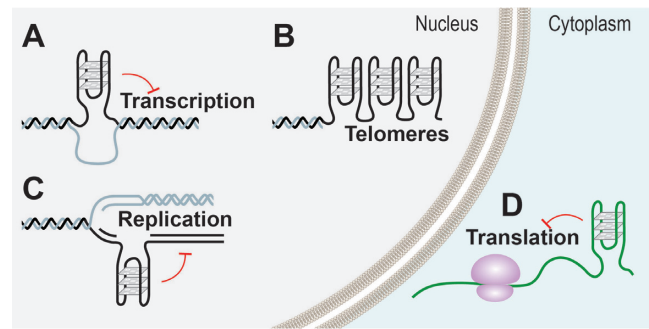 A
Transcription
B
Telomeres
Nucleus
Cytoplasm
C
Replication
D
Translation